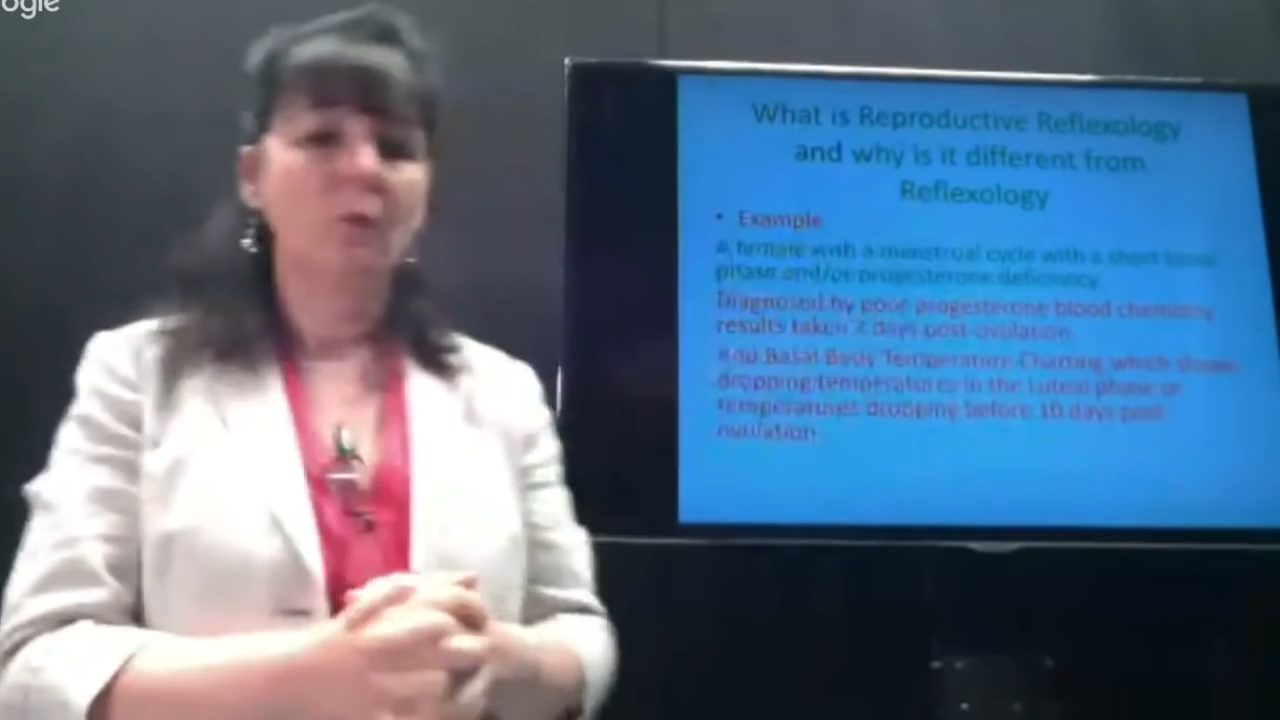 ogle
What is Reproductive Reflexology
and why is it different from
Reflexology
• Example
A female with a menstrual cycle with a short luteal
phase and/or progesterone deficiency
Diagnosed by poor progesterone blood chemistry
results taken 7 days post ovulation.
And Basal Body Temperature Charting which shows
dropping temperatures in the Luteal phase or
temperatures dropping before 10 days post
ovulation